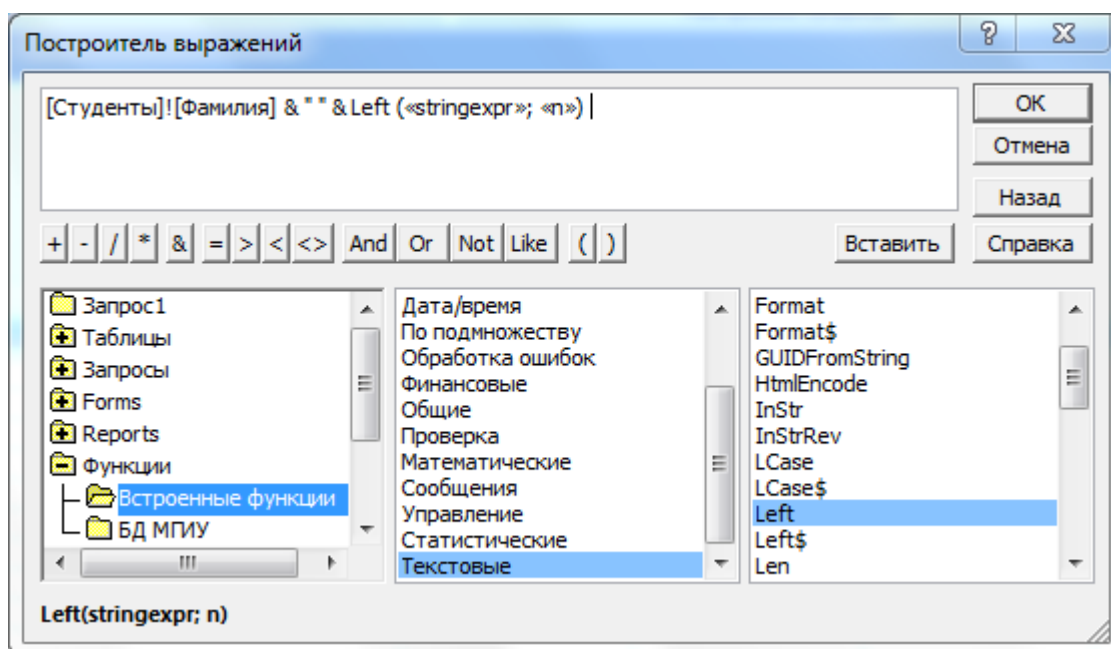 Построитель выражений
[Студенты]![Фамилия] & " " & Left («stringexpr»; «n»)
OK
Отмена
Назад
+ - / * & = > < <> And Or Not Like ( ) Вставить Справка
Запрос1
Таблицы
Запросы
Forms
Reports
Функции
Встроенные функции
БД МГИУ
Дата/время
По подмножеству
Обработка ошибок
Финансовые
Общие
Проверка
Математические
Сообщения
Управление
Статистические
Текстовые
Format
Format$
GUIDFromString
HtmlEncode
InStr
InStrRev
LCase
LCase$
Left
Left$
Len
Left(stringexpr; n)